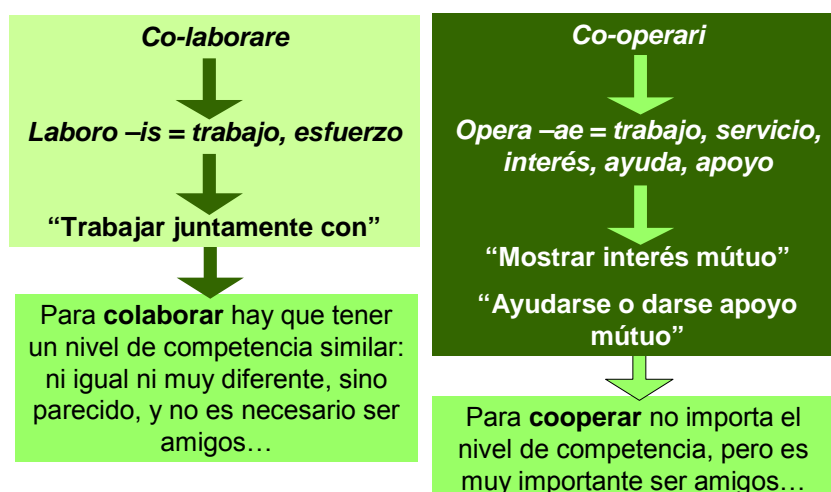 Co-laborare
Laboro –is = trabajo, esfuerzo
“Trabajar juntamente con”
Para colaborar hay que tener
un nivel de competencia similar:
ni igual ni muy diferente, sino
parecido, y no es necesario ser
amigos…
Co-operari
Opera –ae = trabajo, servicio,
interés, ayuda, apoyo
“Mostrar interés mútuo”
“Ayudarse o darse apoyo
mútuo”
Para cooperar no importa el
nivel de competencia, pero es
muy importante ser amigos…